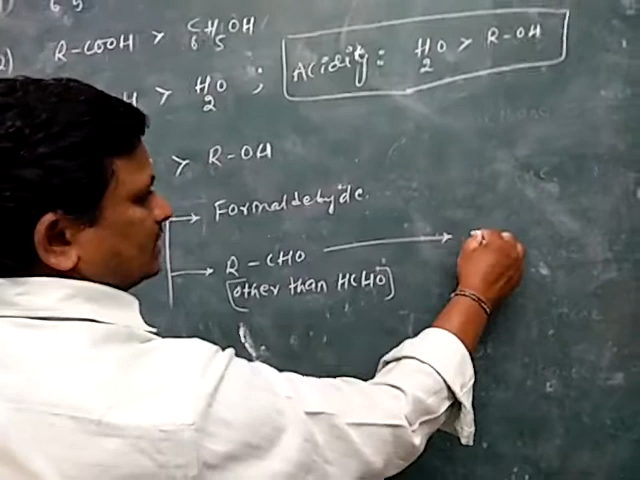 2) R-COOH > C6H5OH
Acidity: H2O > R-OH
H > H2O ;
> R-OH
→ Formaldehyde.
→ R-CHO →
(other than HCHO)